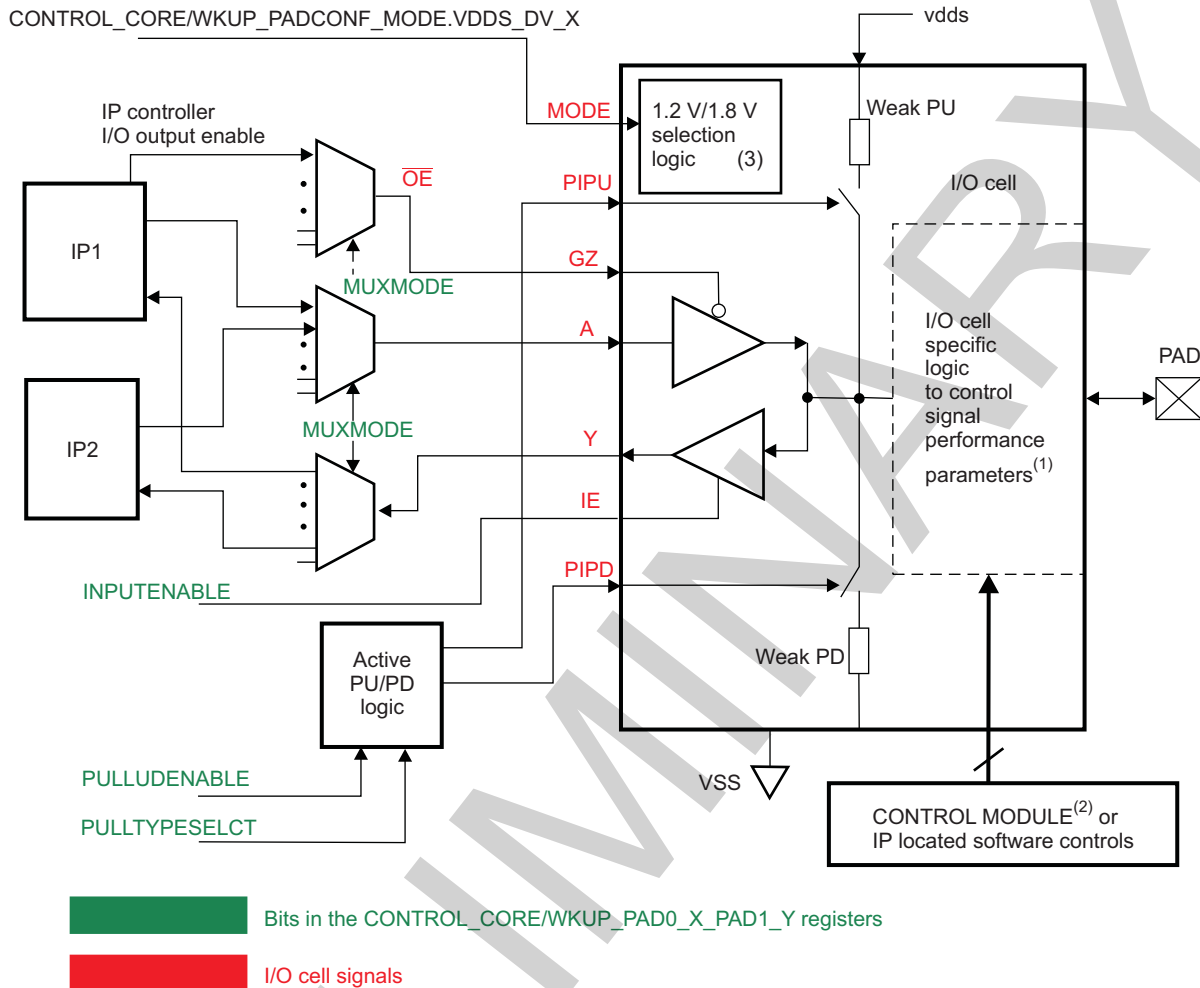 CONTROL_CORE/WKUP_PADCONF_MODE.VDDS_DV_X
vdds
IP controller
I/O output enable
MODE
1.2 V/1.8 V
selection
logic (3)
Weak PU
OE
PIPU
I/O cell
IP1
GZ
MUXMODE
A
I/O cell
specific
logic
to control
signal
performance
parameters(1)
PAD
IP2
MUXMODE
Y
IE
PIPD
INPUTENABLE
Active
PU/PD
logic
Weak PD
PULLUDENABLE
VSS
PULLTYPESELCT
CONTROL MODULE(2) or
IP located software controls
Bits in the CONTROL_CORE/WKUP_PAD0_X_PAD1_Y registers
I/O cell signals
IMINARY